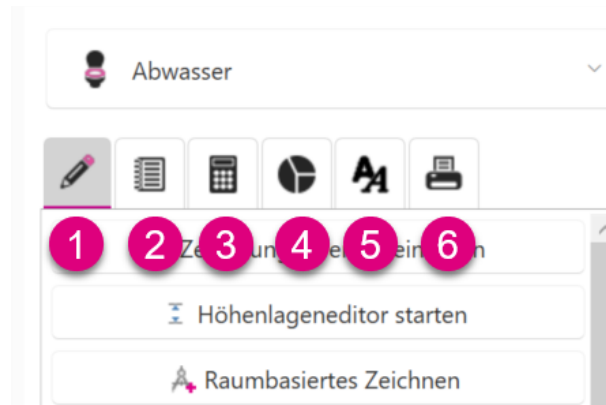 Abwasser
1 2 3 4 5 6
Höhenlageneditor starten
Raumbasiertes Zeichnen